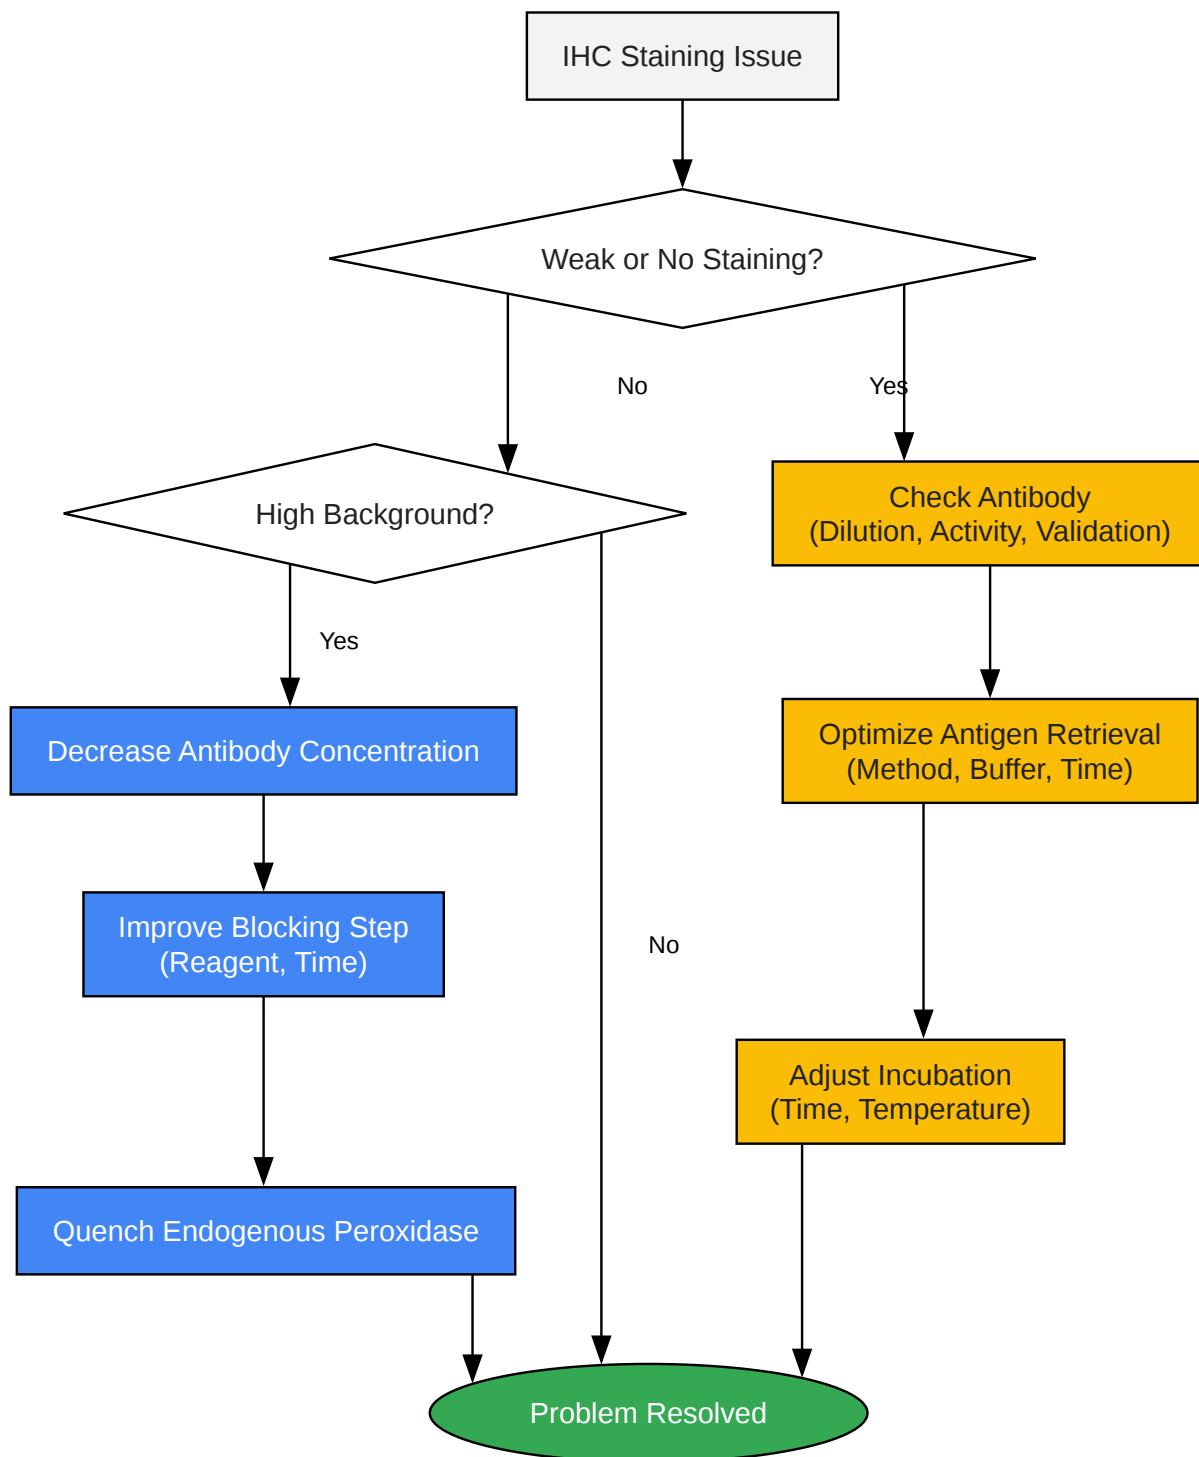 IHC Staining Issue
Weak or No Staining?
No
Yes
High Background?
Check Antibody
(Dilution, Activity, Validation)
Yes
Optimize Antigen Retrieval
(Method, Buffer, Time)
Decrease Antibody Concentration
Improve Blocking Step
(Reagent, Time)
No
Adjust Incubation
(Time, Temperature)
Quench Endogenous Peroxidase
Problem Resolved